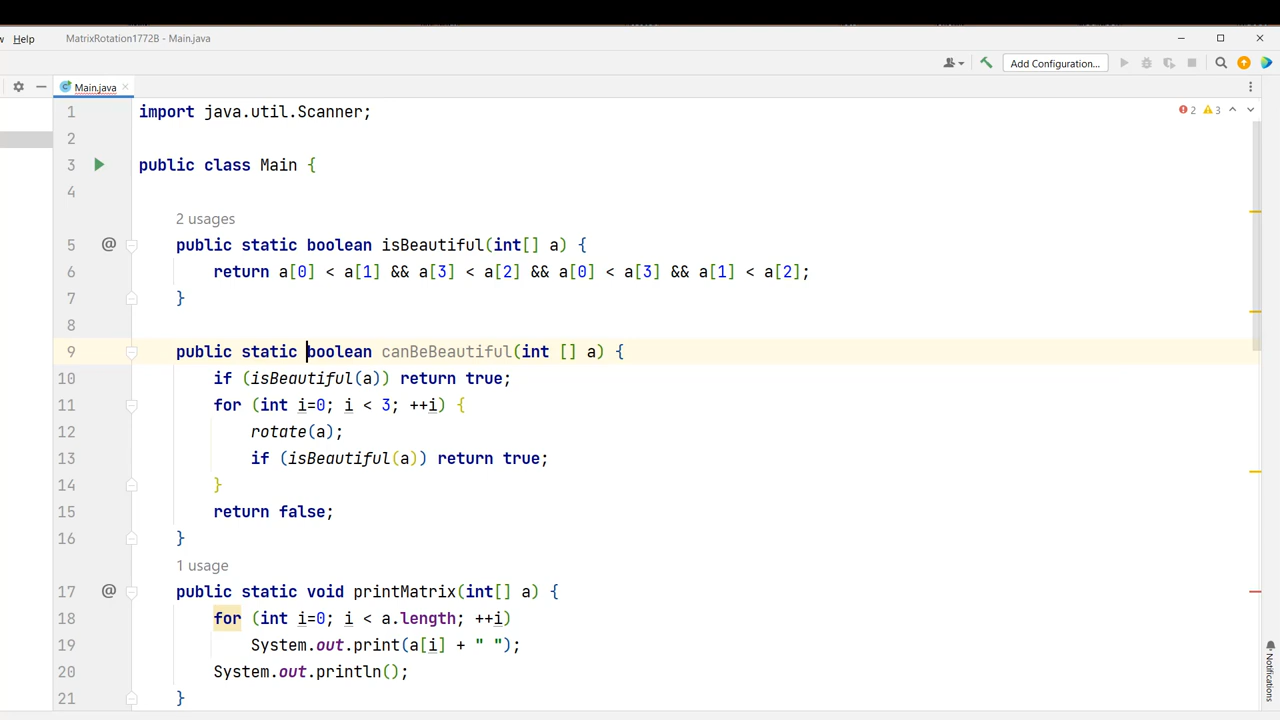 w Help MatrixRotation1772B - Main.java
Add Configuration...
Main.java
1 import java.util.Scanner;
2 3
2
3 public class Main {
4
2 usages
5 @ public static boolean isBeautiful(int[] a) {
6 return a[0] < a[1] && a[3] < a[2] && a[0] < a[3] && a[1] < a[2];
7 }
8
9 public static boolean canBeBeautiful(int [] a) {
10 if (isBeautiful(a)) return true;
11 for (int i=0; i < 3; ++i) {
12 rotate(a);
13 if (isBeautiful(a)) return true;
14 }
15 return false;
16 }
1 usage
17 @ public static void printMatrix(int[] a) {
18 for (int i=0; i < a.length; ++i)
19 System.out.print(a[i] + " ");
20 System.out.println();
21 }
Notifications